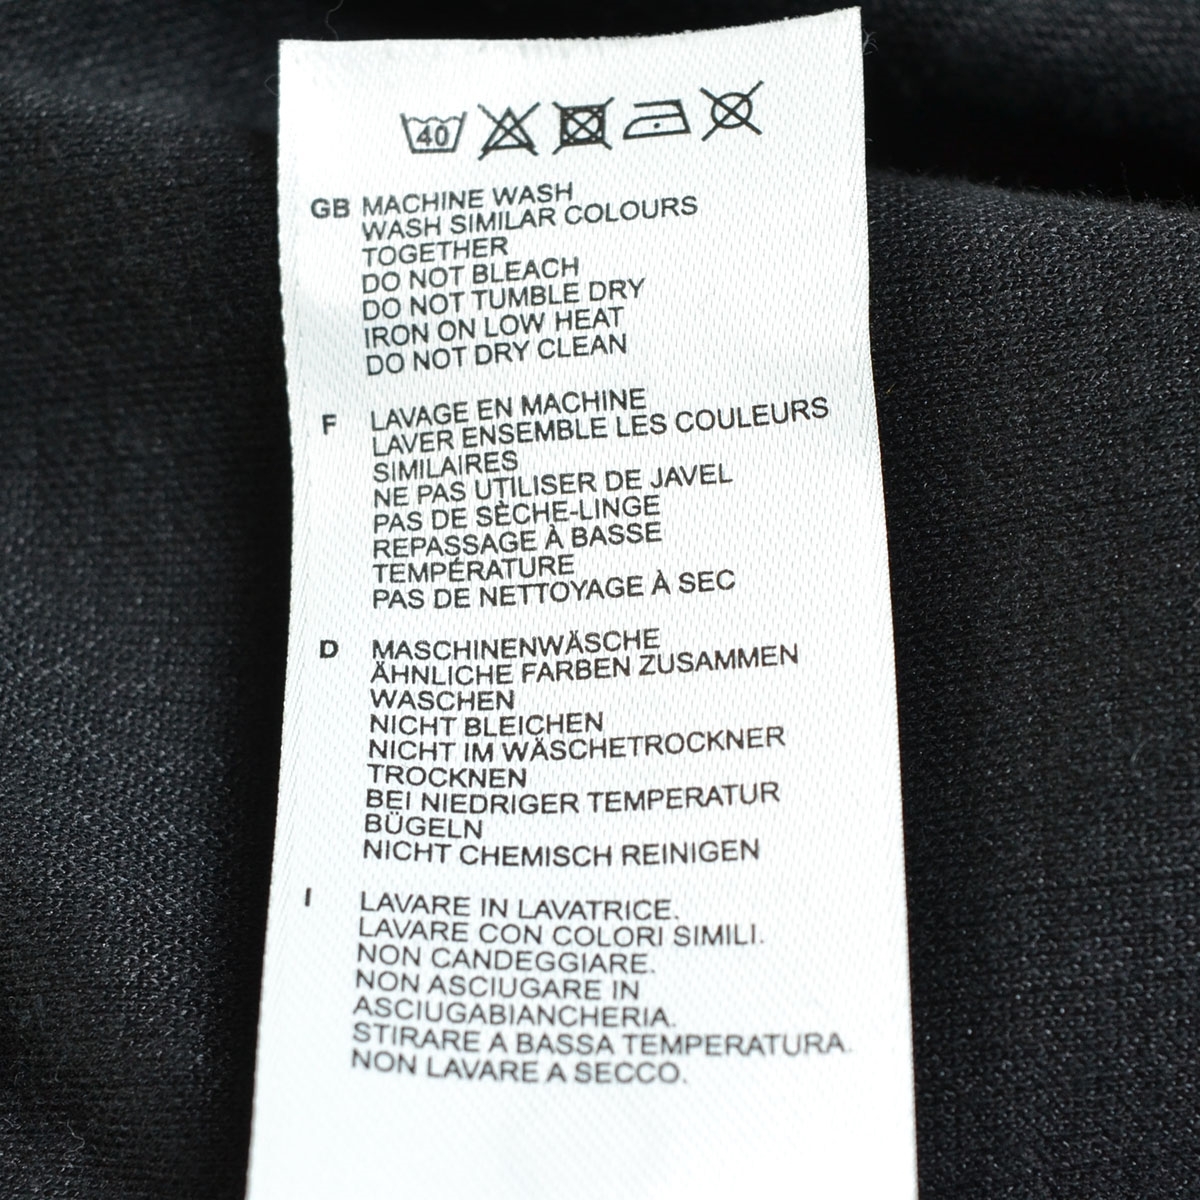 40
GB MACHINE WASH
WASH SIMILAR COLOURS
TOGETHER
DO NOT BLEACH
DO NOT TUMBLE DRY
IRON ON LOW HEAT
DO NOT DRY CLEAN
F LAVAGE EN MACHINE
LAVER ENSEMBLE LES COULEURS
SIMILAIRES
NE PAS UTILISER DE JAVEL
PAS DE SÈCHE-LINGE
REPASSAGE À BASSE
TEMPÉRATURE
PAS DE NETTOYAGE À SEC
D MASCHINENWÄSCHE
ÄHNLICHE FARBEN ZUSAMMEN
WASCHEN
NICHT BLEICHEN
NICHT IM WÄSCHETROCKNER
TROCKNEN
BEI NIEDRIGER TEMPERATUR
BÜGELN
NICHT CHEMISCH REINIGEN
I LAVARE IN LAVATRICE.
LAVARE CON COLORI SIMILI.
NON CANDEGGIARE.
NON ASCIUGARE IN
ASCIUGABIANCHERIA.
STIRARE A BASSA TEMPERATURA.
NON LAVARE A SECCO.